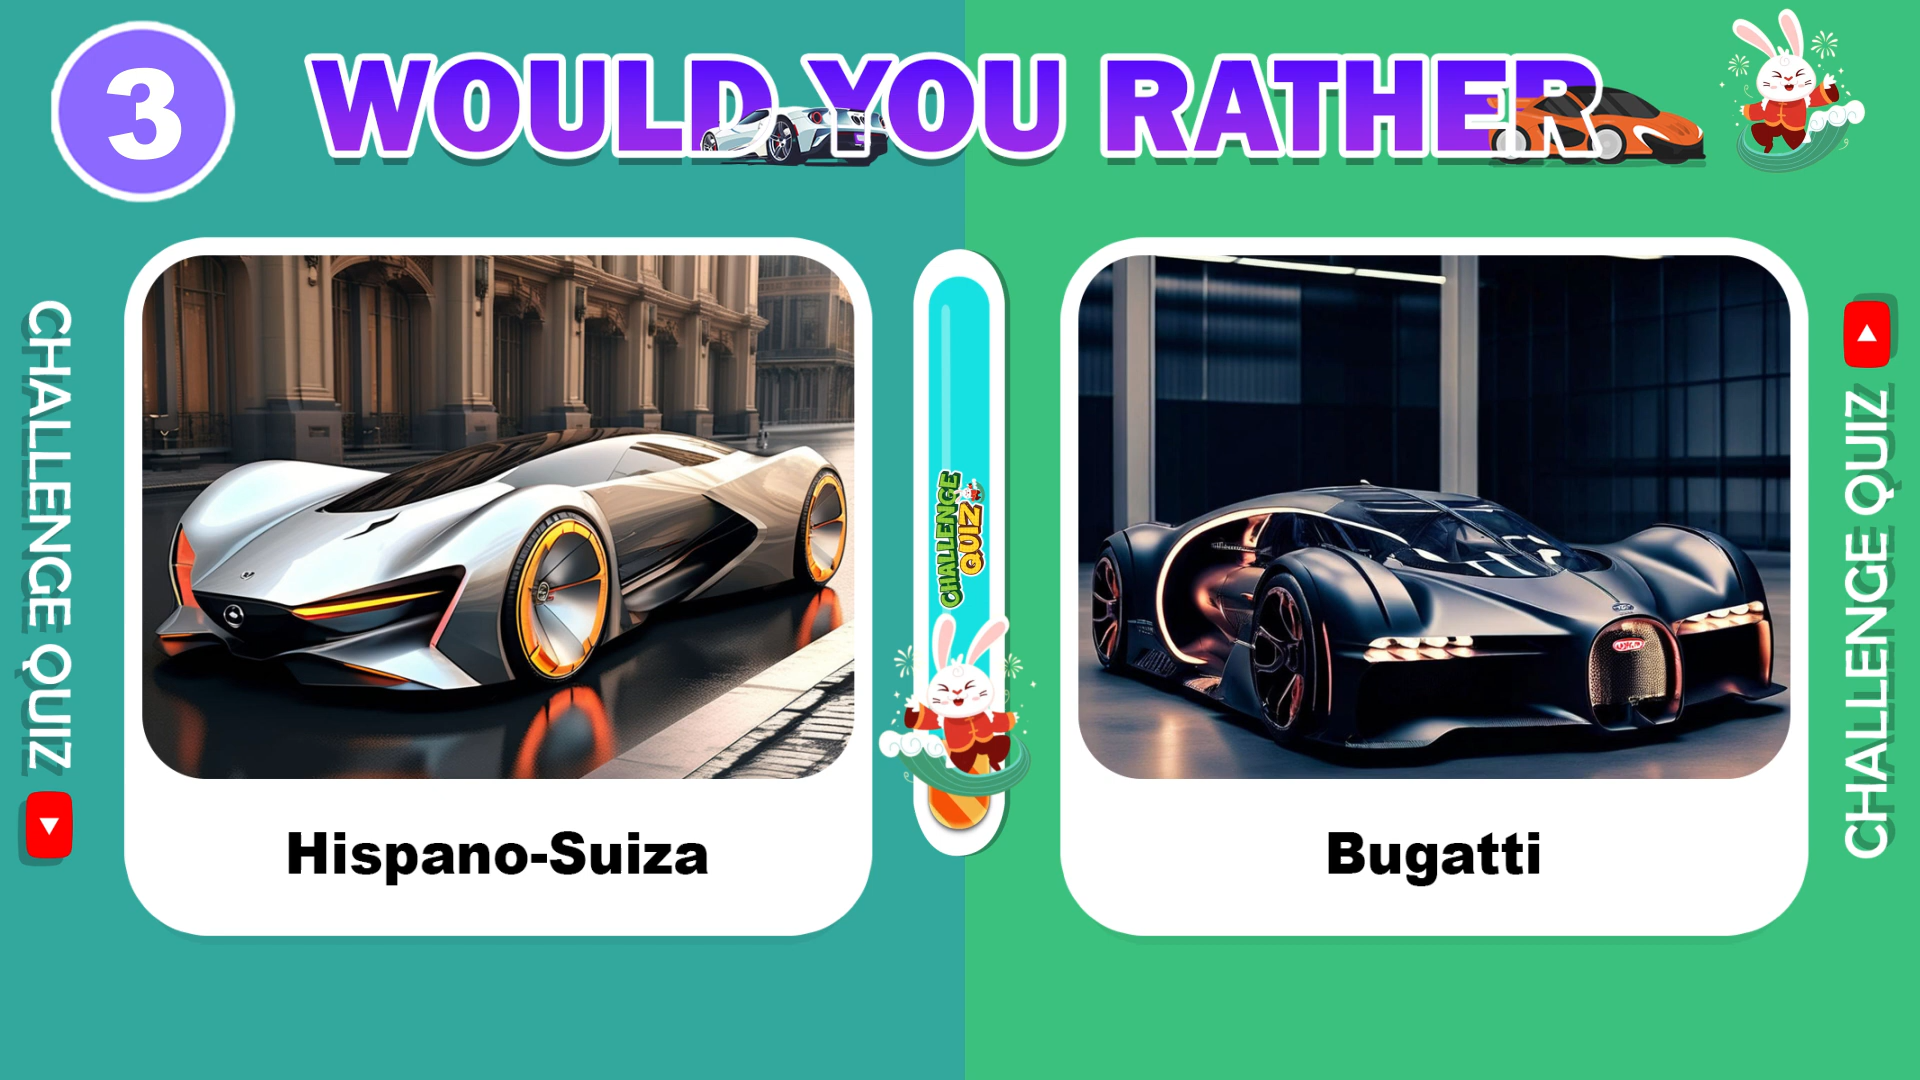 3
WOULD YOU RATHER
CHALLENGE QUIZ
CHALLENGE
QUIZ
CHALLENGE QUIZ
Hispano-Suiza
Bugatti